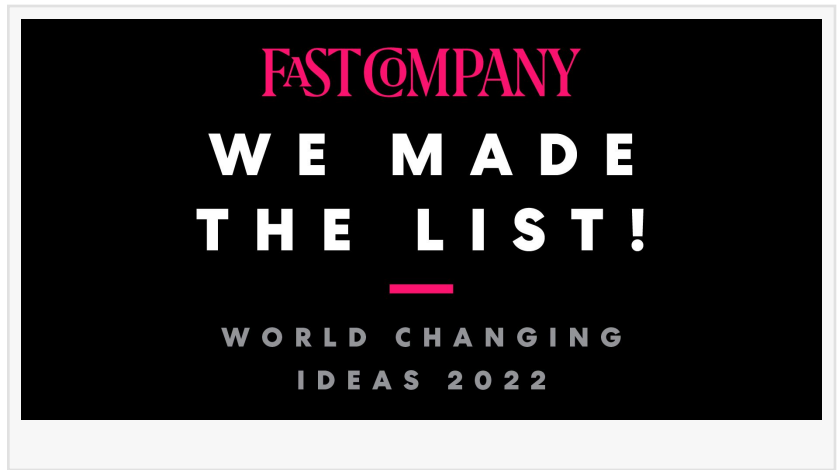 FAST COMPANY
WE MADE
THE LIST!
WORLD CHANGING
IDEAS 2022